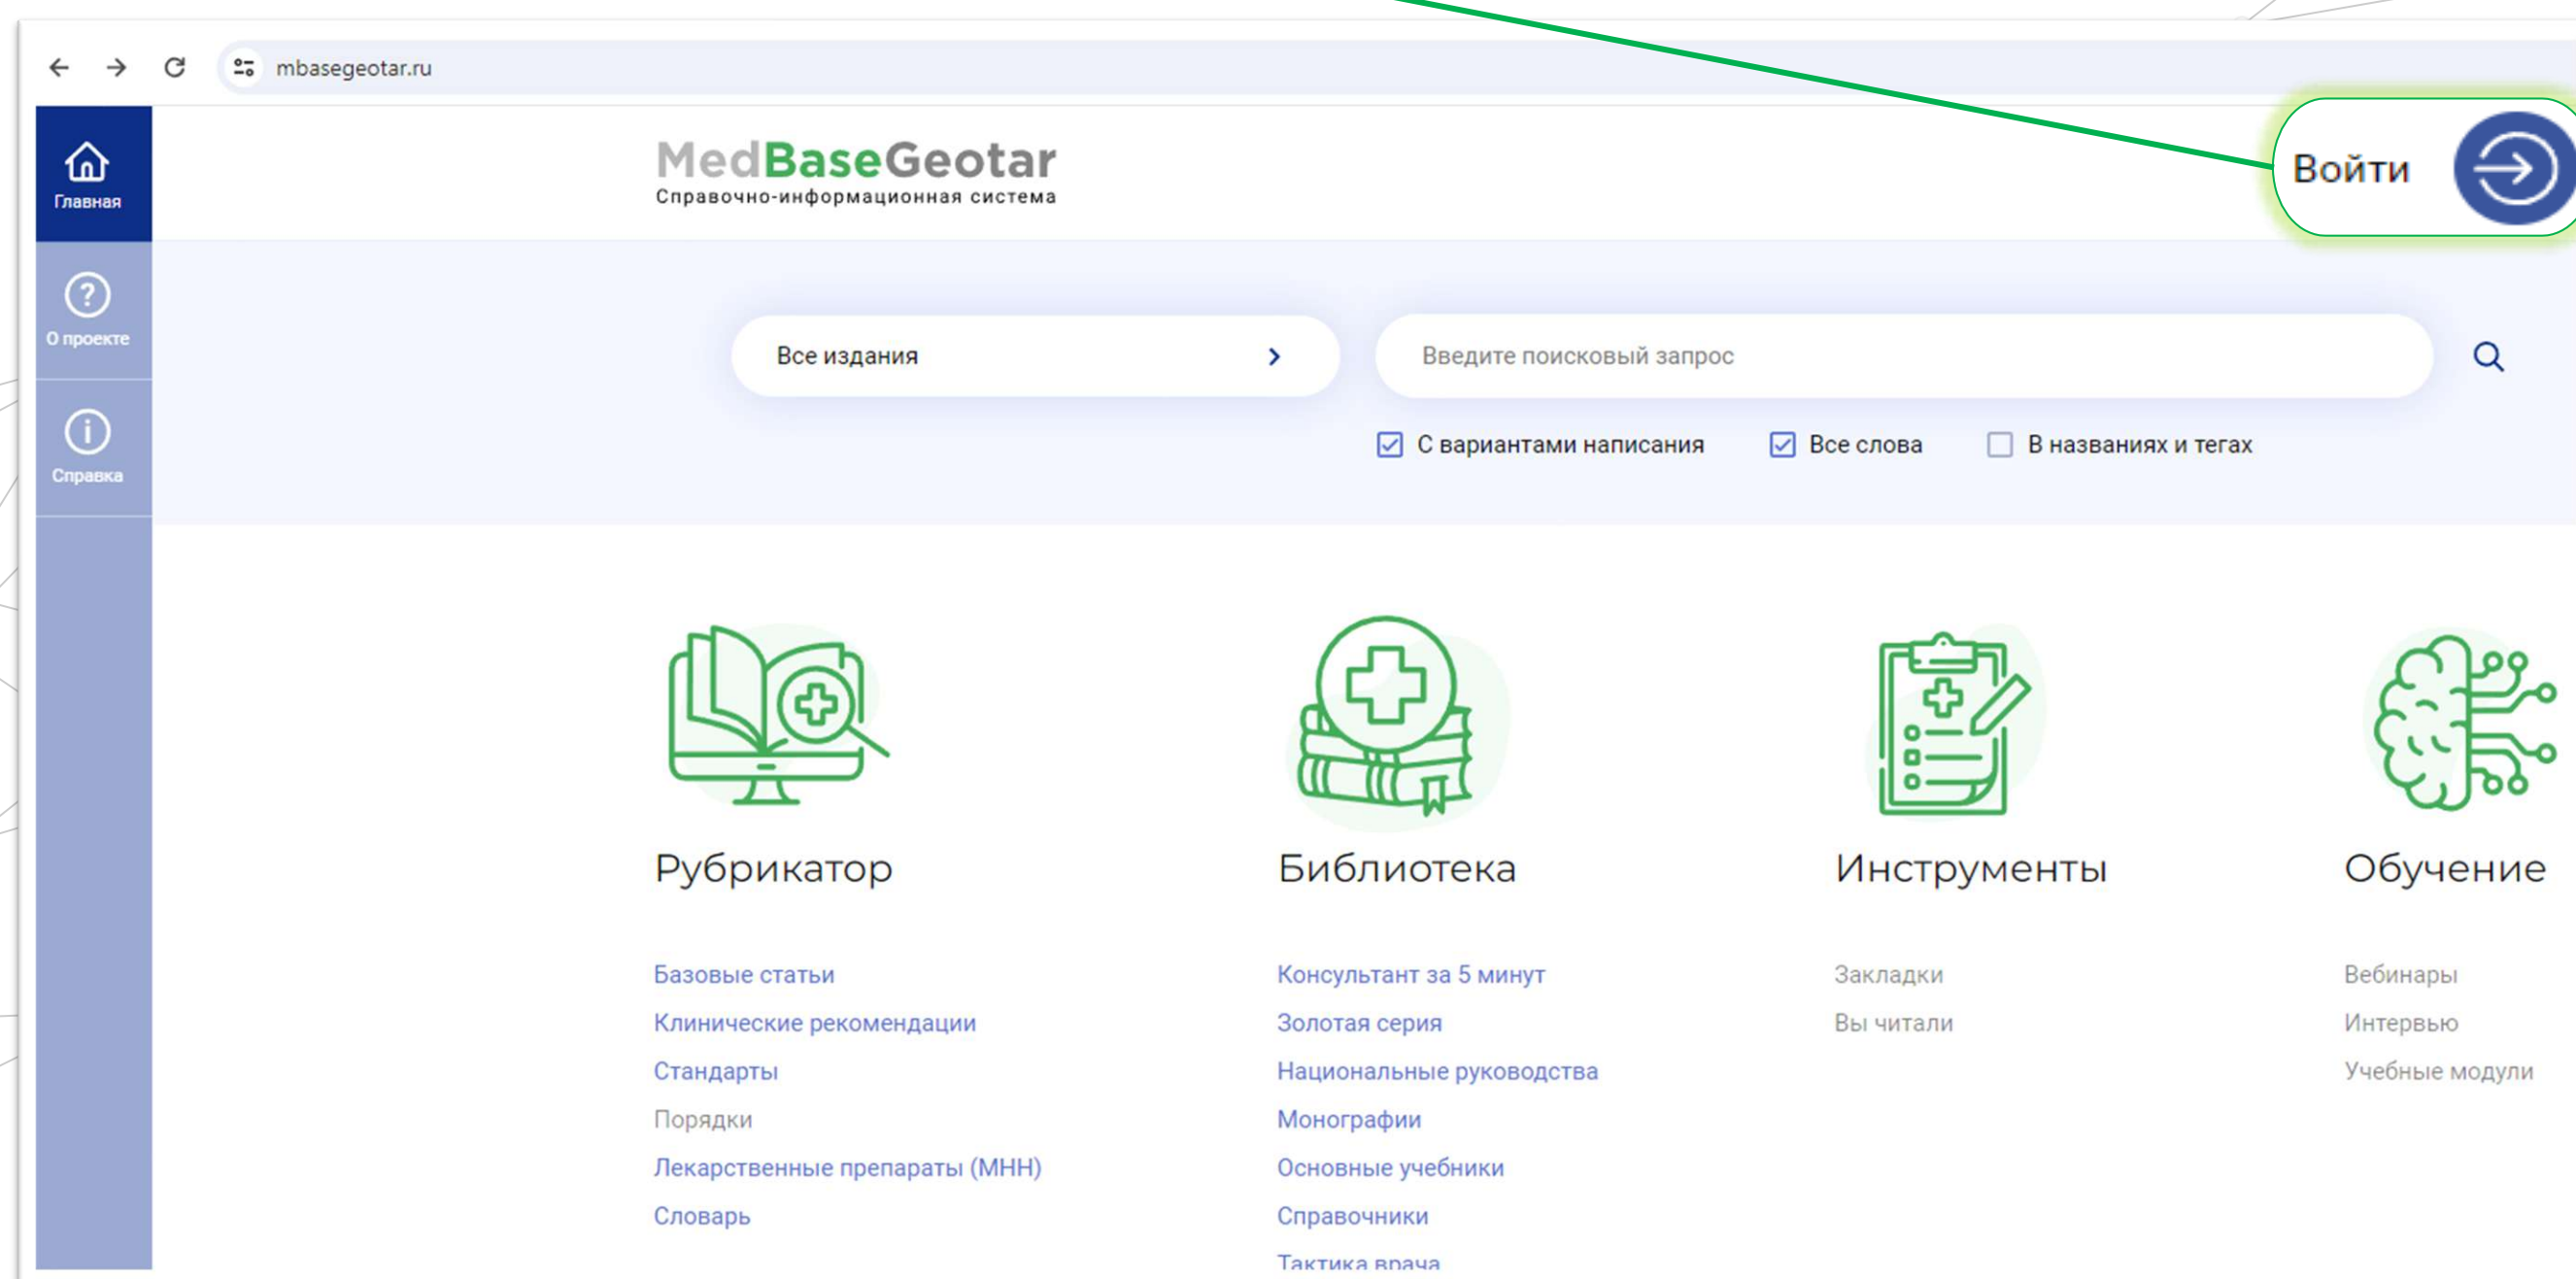 mbasegeotar.ru
Главная
MedBaseGeotar
Справочно-информационная система
Войти
О проекте
Все издания
Введите поисковый запрос
С вариантами написания
Все слова
В названиях и тегах
Справка
Рубрикатор
Базовые статьи
Клинические рекомендации
Стандарты
Порядки
Лекарственные препараты (МНН)
Словарь
Библиотека
Консультант за 5 минут
Золотая серия
Национальные руководства
Монографии
Основные учебники
Справочники
Тактика врача
Инструменты
Закладки
Вы читали
Обучение
Вебинары
Интервью
Учебные модули